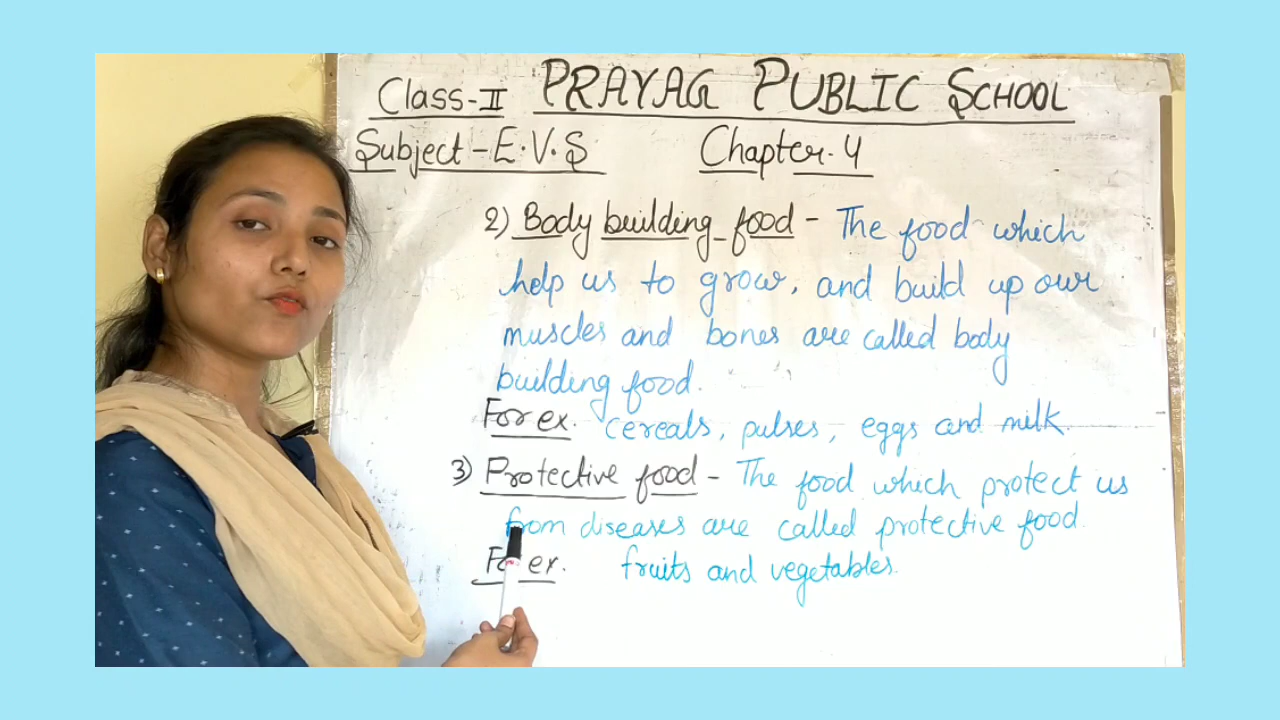 Class-II PRAYAG PUBLIC SCHOOL
Subject - E.V.S Chapter-4
2) Body building food - The food which
help us to grow, and build up our
muscles and bones are called body
building food.
For ex. cereals, pulses, eggs and milk.
3) Protective food - The food which protect us
from diseases are called protective food.
For ex. fruits and vegetables.